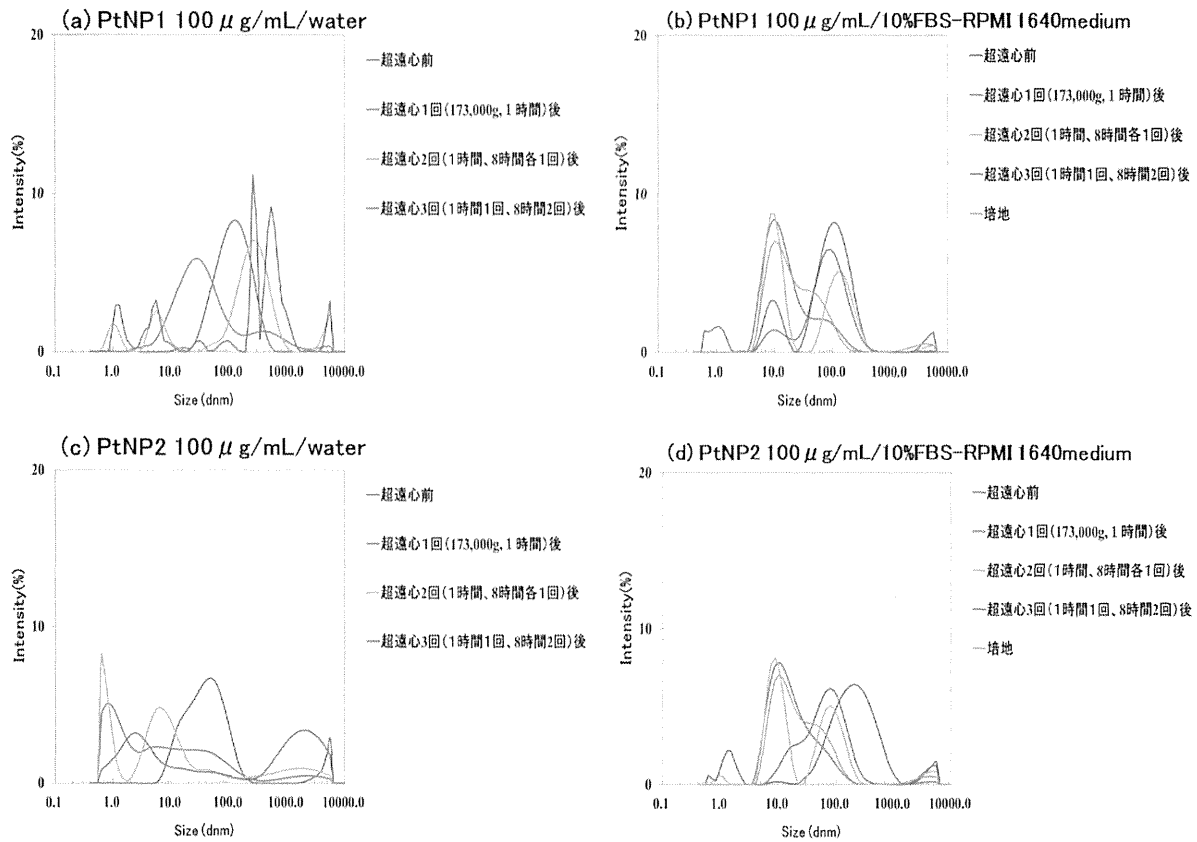 (a) PtNP1 100 μg/mL/water
20
10
0
Intensity(%)
0.1 1.0 10.0 100.0 1000.0 10000.0
Size(dnm)
超遠心前
超遠心1回(173,000g, 1時間)後
超遠心2回(1時間、8時間各1回)後
超遠心3回(1時間1回、8時間2回)後
(b) PtNP1 100 μg/mL/10%FBS-RPMI 1640medium
20
10
0
Intensity(%)
0.1 1.0 10.0 100.0 1000.0 10000.0
Size(dnm)
超遠心前
超遠心1回(173,000g, 1時間)後
超遠心2回(1時間、8時間各1回)後
超遠心3回(1時間1回、8時間2回)後
培地
(c) PtNP2 100 μg/mL/water
20
10
0
Intensity(%)
0.1 1.0 10.0 100.0 1000.0 10000.0
Size(dnm)
超遠心前
超遠心1回(173,000g, 1時間)後
超遠心2回(1時間、8時間各1回)後
超遠心3回(1時間1回、8時間2回)後
(d) PtNP2 100 μg/mL/10%FBS-RPMI 1640medium
20
10
0
Intensity(%)
0.1 1.0 10.0 100.0 1000.0 10000.0
Size(dnm)
超遠心前
超遠心1回(173,000g, 1時間)後
超遠心2回(1時間、8時間各1回)後
超遠心3回(1時間1回、8時間2回)後
培地